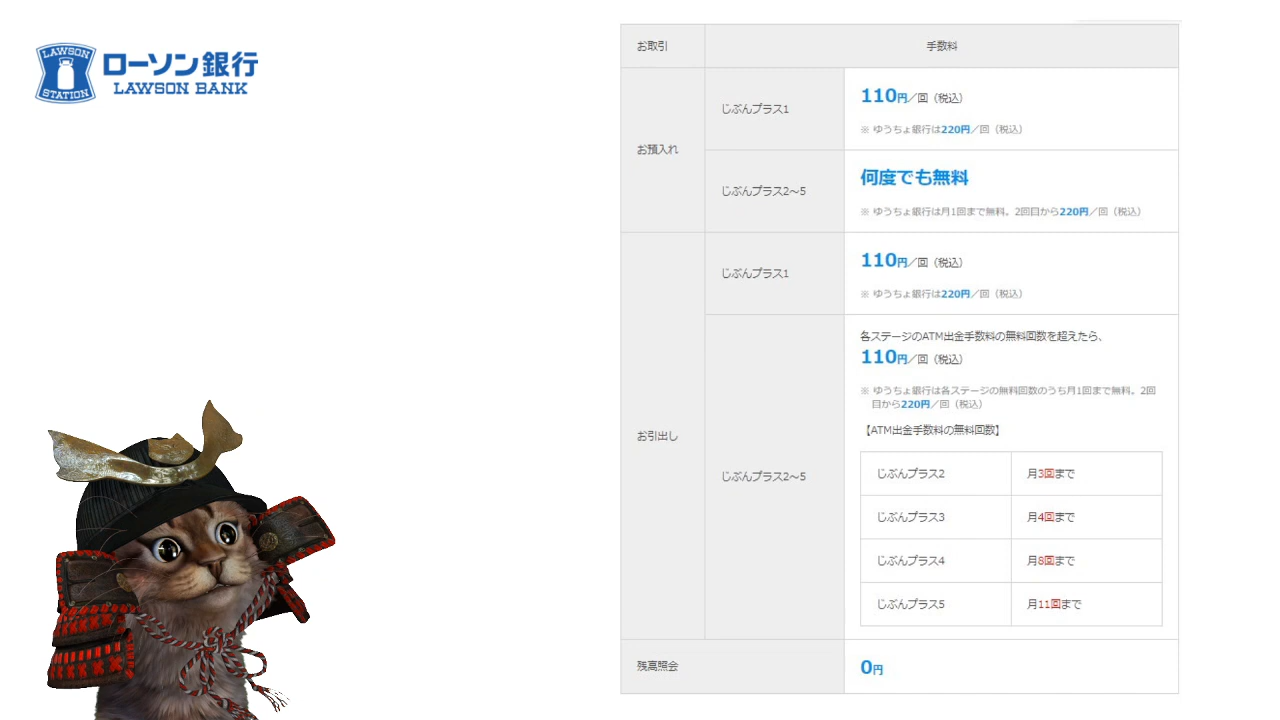 LAWSON
STATION
ローソン銀行
LAWSON BANK
お取引
手数料
お預入れ
じぶんプラス1
110円／回（税込）
※ ゆうちょ銀行は220円／回（税込）
じぶんプラス2～5
何度でも無料
※ ゆうちょ銀行は月1回まで無料。2回目から220円／回（税込）
お引出し
じぶんプラス1
110円／回（税込）
※ ゆうちょ銀行は220円／回（税込）
じぶんプラス2～5
各ステージのATM出金手数料の無料回数を超えたら、
110円／回（税込）
※ ゆうちょ銀行は各ステージの無料回数のうち月1回まで無料。2回
目から220円／回（税込）
【ATM出金手数料の無料回数】
じぶんプラス2
月3回まで
じぶんプラス3
月4回まで
じぶんプラス4
月8回まで
じぶんプラス5
月11回まで
残高照会
0円